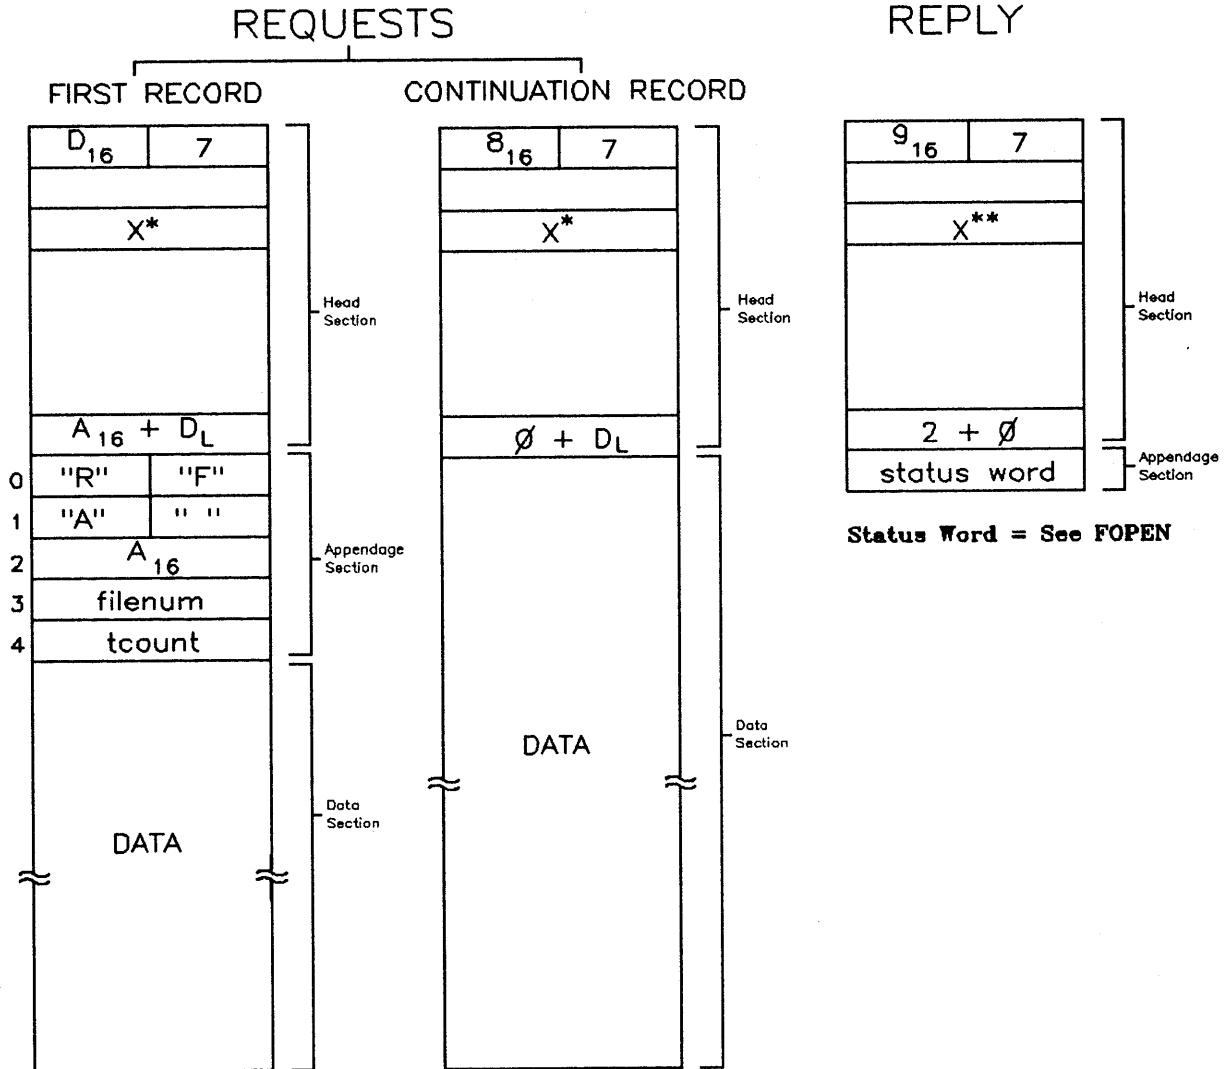 REQUESTS
REPLY
FIRST RECORD
CONTINUATION RECORD
D₁₆ 7
X*
Head
Section
A₁₆ + D_L
0 "R" "F"
1 "A" " "
2 A₁₆
3 filenum
4 tcount
Appendage
Section
DATA
Data
Section
8₁₆ 7
X*
Head
Section
Ø + D_L
DATA
Data
Section
9₁₆ 7
X**
Head
Section
2 + Ø
status word
Appendage
Section
Status Word = See FOPEN